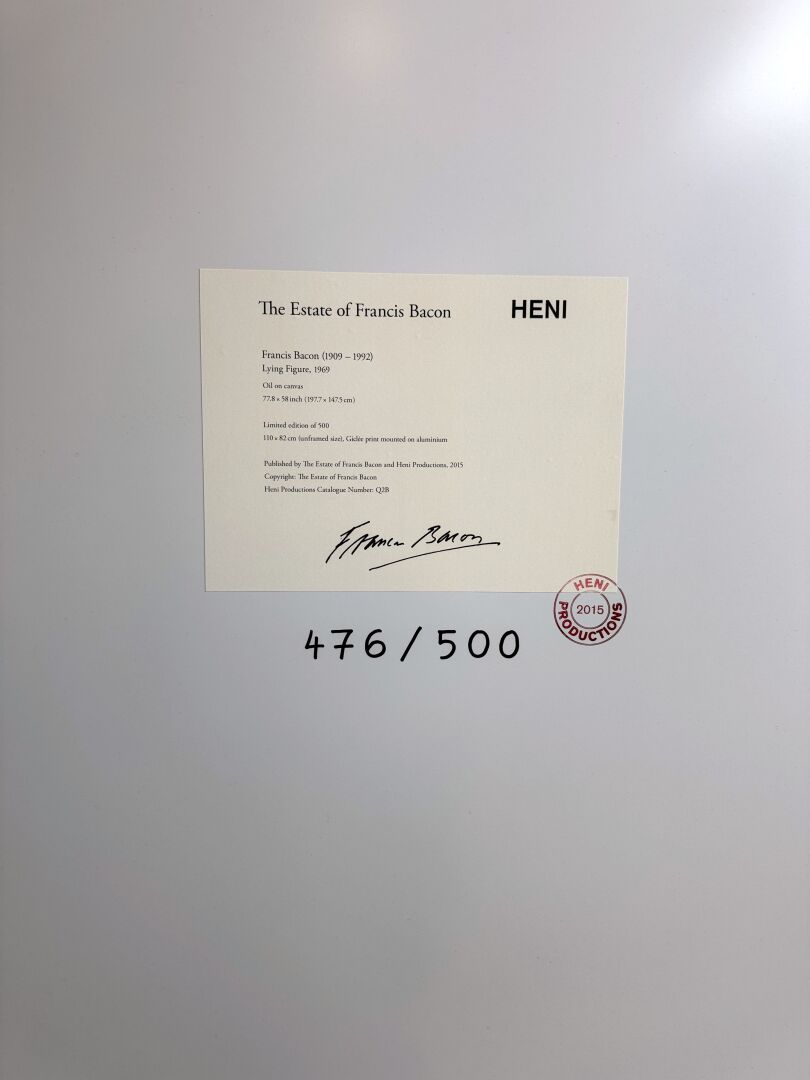 The Estate of Francis Bacon HENI
Francis Bacon (1909 – 1992)
Lying Figure, 1969
Oil on canvas
77.8 × 58 inch (197.7 × 147.5 cm)
Limited edition of 500
110 × 82 cm (unframed size), Giclée print mounted on aluminium
Published by The Estate of Francis Bacon and Heni Productions, 2015
Copyright: The Estate of Francis Bacon
Heni Productions Catalogue Number: Q2B
Francis Bacon
HENI
2015
PRODUCTIONS
476/500